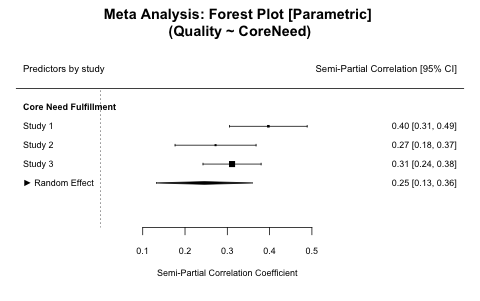 Meta Analysis: Forest Plot [Parametric]
(Quality ~ CoreNeed)
Predictors by study Semi-Partial Correlation [95% CI]
Core Need Fulfillment
Study 1 0.40 [0.31, 0.49]
Study 2 0.27 [0.18, 0.37]
Study 3 0.31 [0.24, 0.38]
► Random Effect 0.25 [0.13, 0.36]
0.1 0.2 0.3 0.4 0.5
Semi-Partial Correlation Coefficient